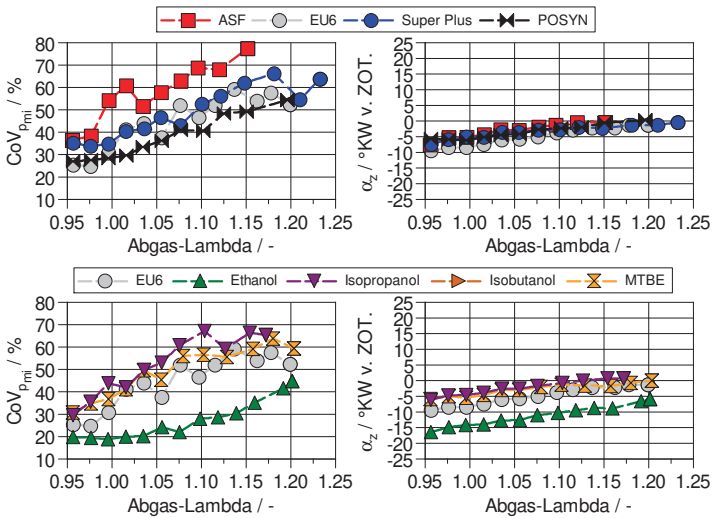 ASF EU6 Super Plus POSYN
80
70
60
50
40
30
20
10
CoVpmi / %
0.95 1.00 1.05 1.10 1.15 1.20 1.25
Abgas-Lambda / -
25
20
15
10
5
0
-5
-10
-15
-20
-25
αz / °KW v. ZOT.
0.95 1.00 1.05 1.10 1.15 1.20 1.25
Abgas-Lambda / -
EU6 Ethanol Isopropanol Isobutanol MTBE
80
70
60
50
40
30
20
10
CoVpmi / %
0.95 1.00 1.05 1.10 1.15 1.20 1.25
Abgas-Lambda / -
25
20
15
10
5
0
-5
-10
-15
-20
-25
αz / °KW v. ZOT.
0.95 1.00 1.05 1.10 1.15 1.20 1.25
Abgas-Lambda / -